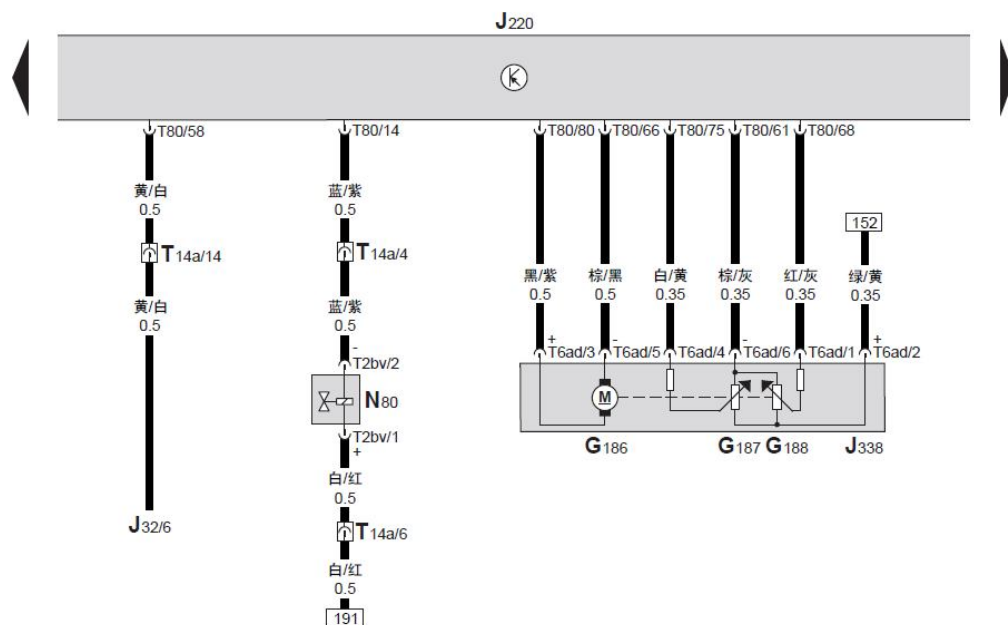 J220
T80/58
T80/14
T80/80 T80/66 T80/75 T80/61 T80/68
黄/白
0.5
蓝/紫
0.5
152
T14a/14
T14a/4
黑/紫
0.5
棕/黑
0.5
白/黄
0.35
棕/灰
0.35
红/灰
0.35
绿/黄
0.35
黄/白
0.5
蓝/紫
0.5
+ - - +
T6ad/3 T6ad/5 T6ad/4 T6ad/6 T6ad/1 T6ad/2
-
T2bv/2
N80
M
T2bv/1
+
G186 G187 G188 J338
白/红
0.5
J32/6
T14a/6
白/红
0.5
191